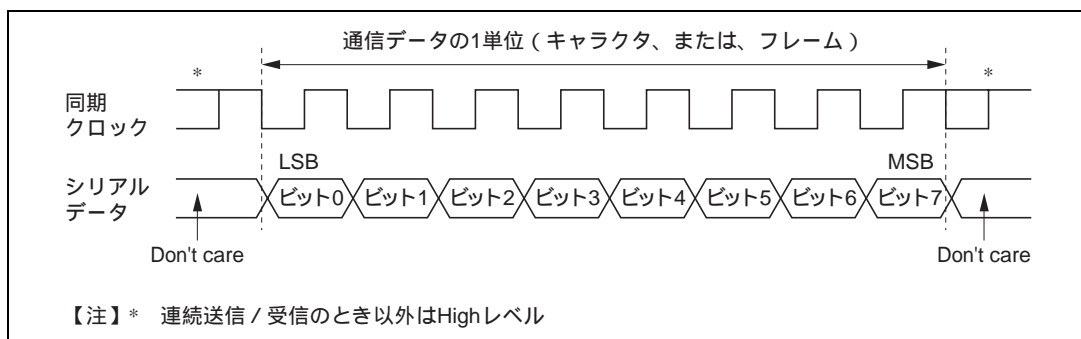 通信データの1単位（キャラクタ、または、フレーム）
* *
同期
クロック
LSB MSB
シリアル
データ
ビット0 ビット1 ビット2 ビット3 ビット4 ビット5 ビット6 ビット7
Don't care Don't care
【注】* 連続送信／受信のとき以外はHighレベル